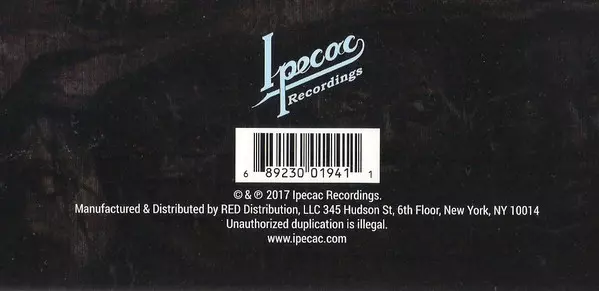 Ipecac
Recordings
6 89230 01941 1
© & ℗ 2017 Ipecac Recordings.
Manufactured & Distributed by RED Distribution, LLC 345 Hudson St, 6th Floor, New York, NY 10014
Unauthorized duplication is illegal.
www.ipecac.com